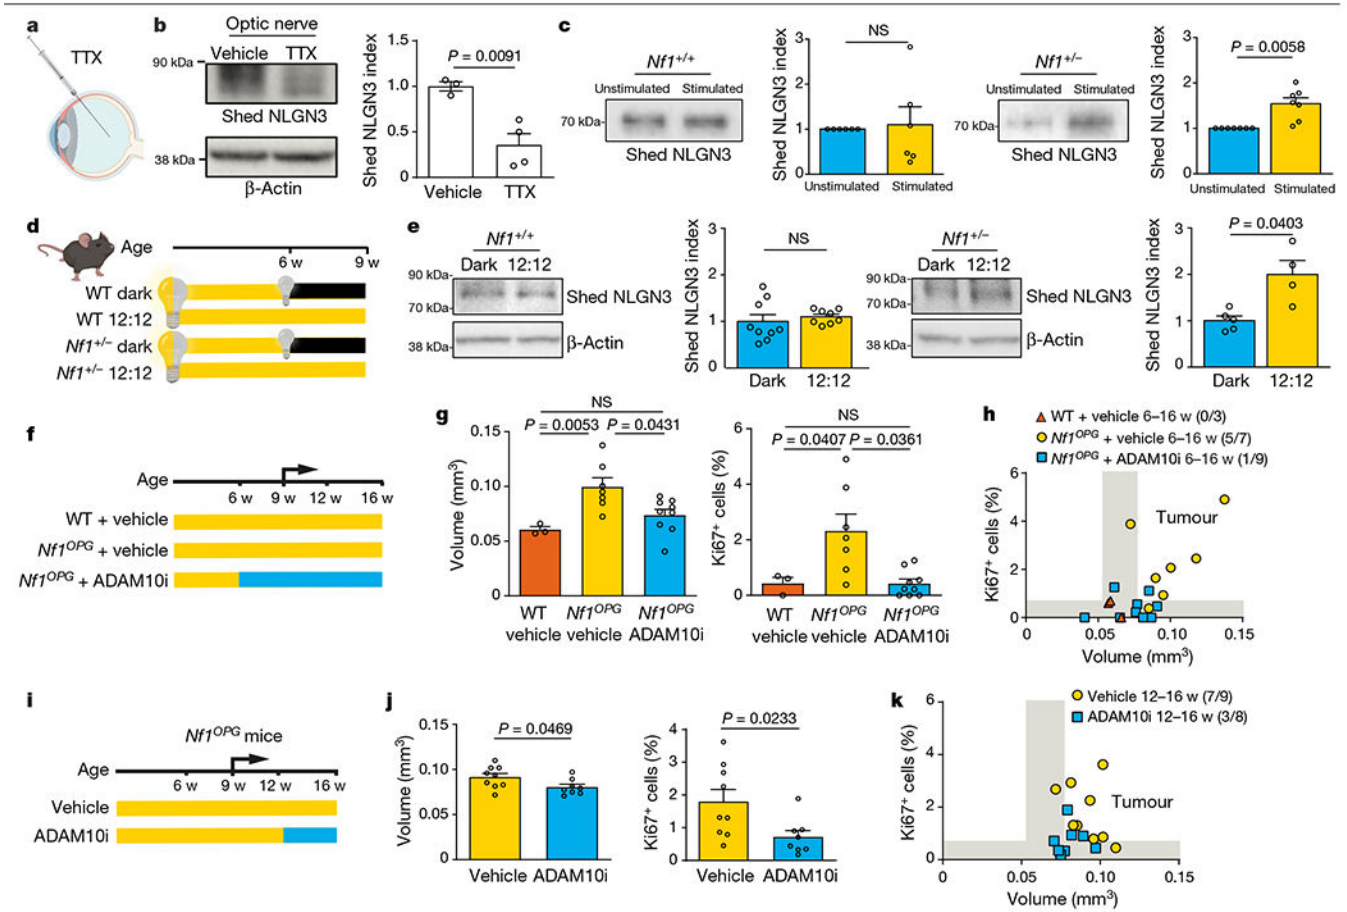 a
TTX
b
Optic nerve
Vehicle TTX
90 kDa
Shed NLGN3
38 kDa
β-Actin
Shed NLGN3 index
1.5
1.0
0.5
0
P = 0.0091
Vehicle TTX
c
Nf1+/+
Unstimulated Stimulated
70 kDa
Shed NLGN3
Shed NLGN3 index
3
2
1
0
NS
Unstimulated Stimulated
Nf1+/−
Unstimulated Stimulated
70 kDa
Shed NLGN3
Shed NLGN3 index
3
2
1
0
P = 0.0058
Unstimulated Stimulated
d
Age
6 w 9 w
WT dark
WT 12:12
Nf1+/− dark
Nf1+/− 12:12
e
Nf1+/+
Dark 12:12
90 kDa
70 kDa
Shed NLGN3
38 kDa
β-Actin
Shed NLGN3 index
3
2
1
0
NS
Dark 12:12
Nf1+/−
Dark 12:12
90 kDa
70 kDa
Shed NLGN3
38 kDa
β-Actin
Shed NLGN3 index
3
2
1
0
P = 0.0403
Dark 12:12
f
Age
6 w 9 w 12 w 16 w
WT + vehicle
Nf1OPG + vehicle
Nf1OPG + ADAM10i
g
NS
P = 0.0053 P = 0.0431
Volume (mm3)
0.15
0.10
0.05
0
WT Nf1OPG Nf1OPG
vehicle vehicle ADAM10i
NS
P = 0.0407 P = 0.0361
Ki67+ cells (%)
6
4
2
0
WT Nf1OPG Nf1OPG
vehicle vehicle ADAM10i
h
WT + vehicle 6–16 w (0/3)
Nf1OPG + vehicle 6–16 w (5/7)
Nf1OPG + ADAM10i 6–16 w (1/9)
Ki67+ cells (%)
6
4
2
0
Tumour
0 0.05 0.10 0.15
Volume (mm3)
i
Nf1OPG mice
Age
6 w 9 w 12 w 16 w
Vehicle
ADAM10i
j
Volume (mm3)
0.15
0.10
0.05
0
P = 0.0469
Vehicle ADAM10i
Ki67+ cells (%)
4
3
2
1
0
P = 0.0233
Vehicle ADAM10i
k
Vehicle 12–16 w (7/9)
ADAM10i 12–16 w (3/8)
Ki67+ cells (%)
6
4
2
0
Tumour
0 0.05 0.10 0.15
Volume (mm3)